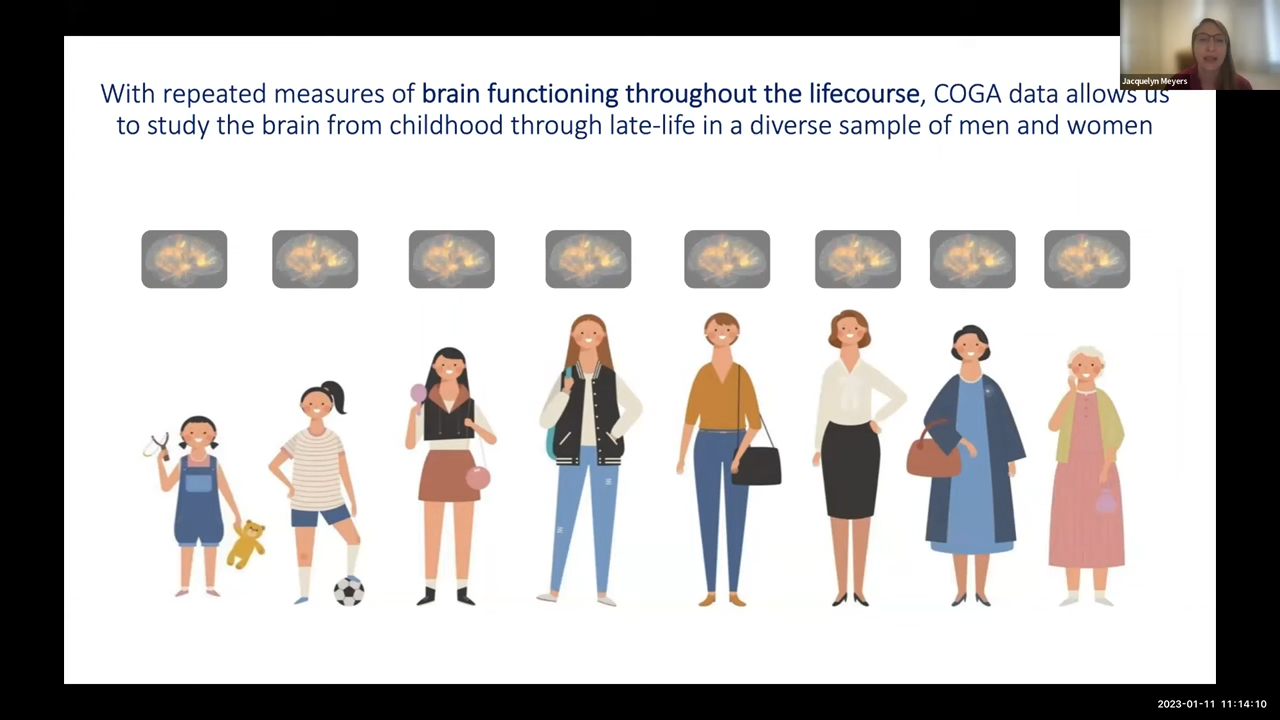 Jacquelyn Meyers
With repeated measures of brain functioning throughout the lifecourse, COGA data allows us
to study the brain from childhood through late-life in a diverse sample of men and women
2023-01-11 11:14:10